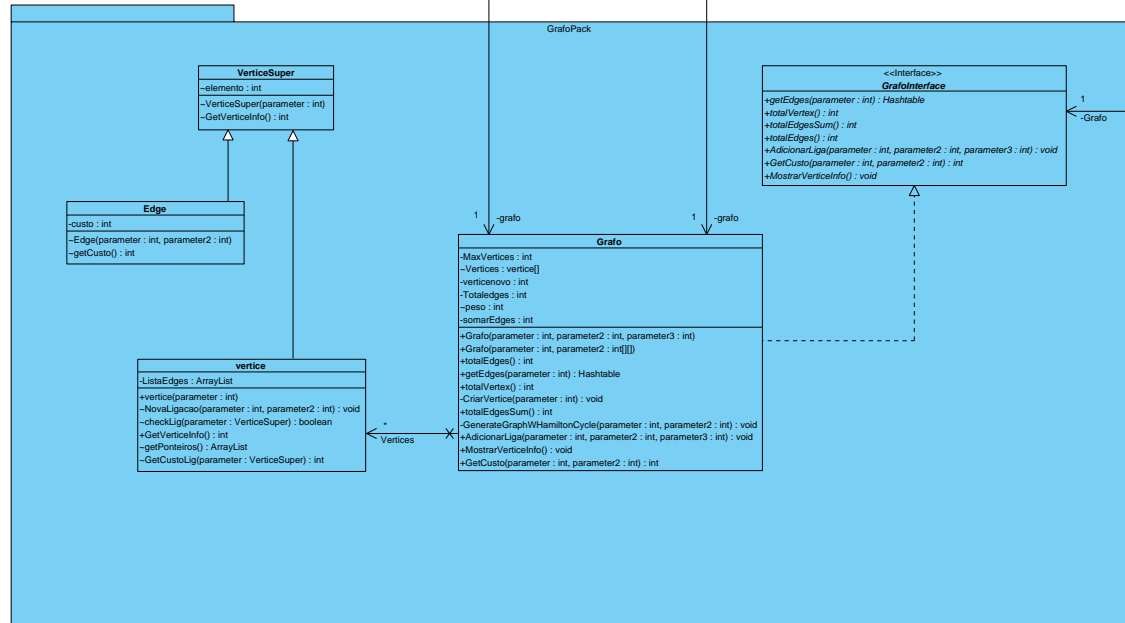 GrafoPack
VerticeSuper
~elemento : int
~VerticeSuper(parameter : int)
~GetVerticeInfo() : int
<<Interface>>
GrafoInterface
+getEdges(parameter : int) : Hashtable
+totalVertex() : int
+totalEdgesSum() : int
+totalEdges() : int
+AdicionarLiga(parameter : int, parameter2 : int, parameter3 : int) : void
+GetCusto(parameter : int, parameter2 : int) : int
+MostrarVerticeInfo() : void
1
-Grafo
Edge
-custo : int
~Edge(parameter : int, parameter2 : int)
~getCusto() : int
1
-grafo
1
-grafo
Grafo
-MaxVertices : int
~Vertices : vertice[]
-verticenovo : int
-Totaledges : int
~peso : int
-somarEdges : int
+Grafo(parameter : int, parameter2 : int, parameter3 : int)
+Grafo(parameter : int, parameter2 : int[][])
+totalEdges() : int
+getEdges(parameter : int) : Hashtable
+totalVertex() : int
-CriarVertice(parameter : int) : void
+totalEdgesSum() : int
-GenerateGraphWHamiltonCycle(parameter : int, parameter2 : int) : void
+AdicionarLiga(parameter : int, parameter2 : int, parameter3 : int) : void
+MostrarVerticeInfo() : void
+GetCusto(parameter : int, parameter2 : int) : int
vertice
-ListaEdges : ArrayList
+vertice(parameter : int)
~NovaLigacao(parameter : int, parameter2 : int) : void
~checkLig(parameter : VerticeSuper) : boolean
+GetVerticeInfo() : int
~getPonteiros() : ArrayList
~GetCustoLig(parameter : VerticeSuper) : int
*
Vertices